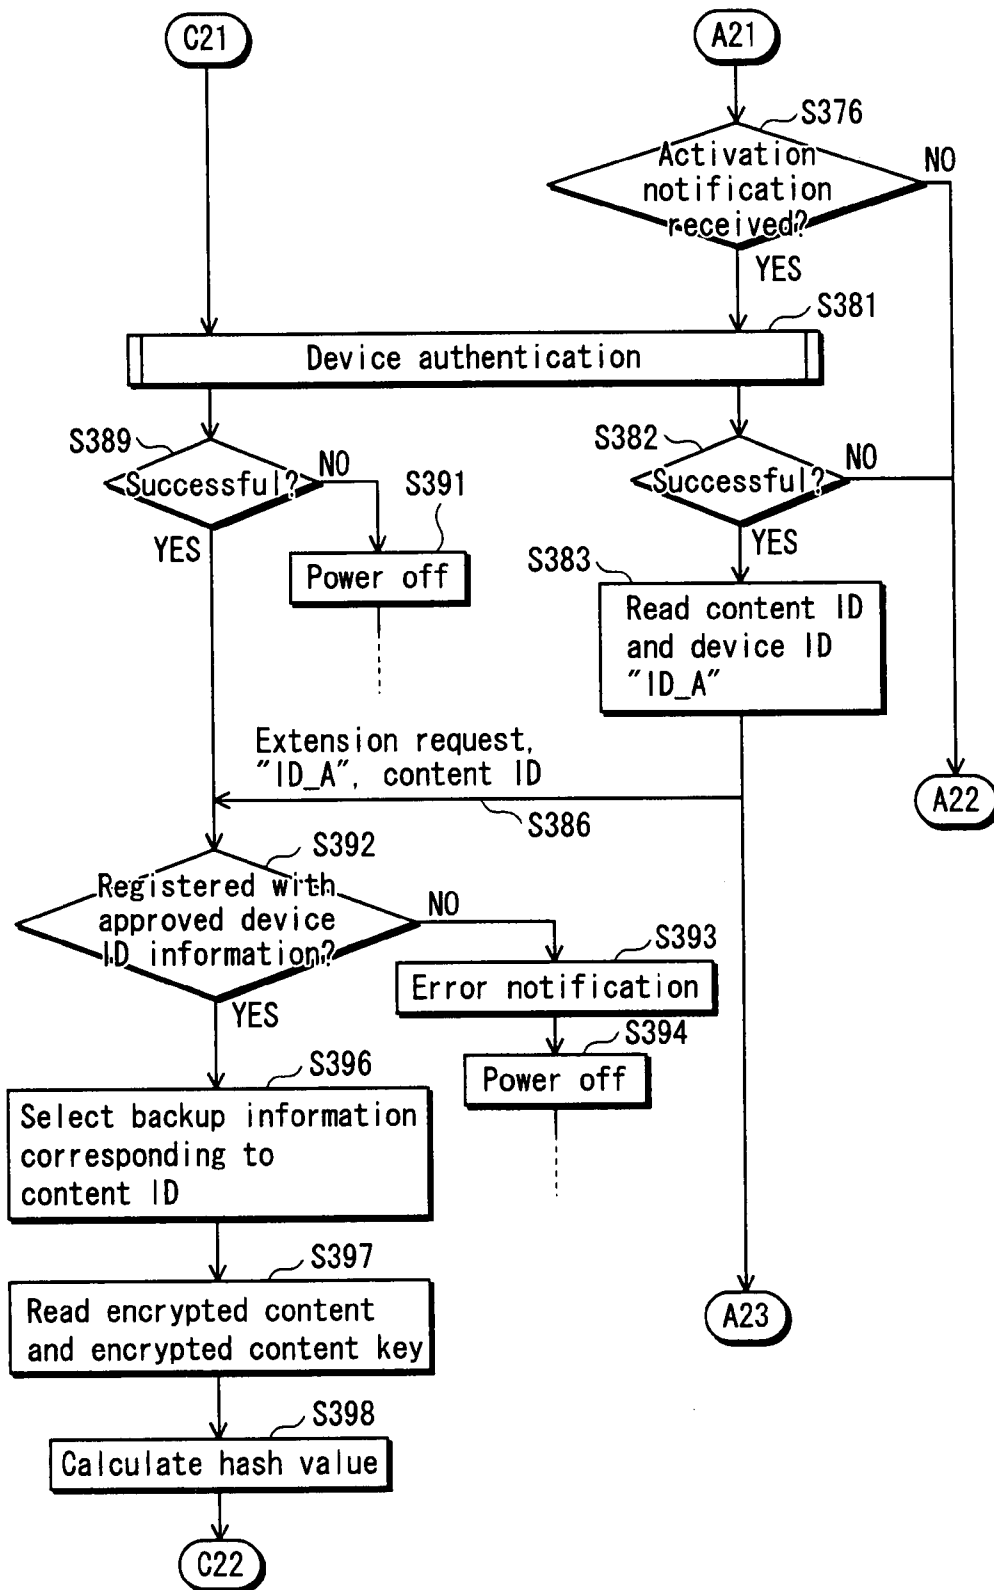 C21
A21
S376
Activation
notification
received?
NO
YES
S381
Device authentication
S389
Successful?
NO
YES
S391
Power off
S382
Successful?
NO
YES
S383
Read content ID
and device ID
"ID_A"
Extension request,
"ID_A", content ID
S386
A22
S392
Registered with
approved device
ID information?
NO
YES
S393
Error notification
S394
Power off
S396
Select backup information
corresponding to
content ID
S397
Read encrypted content
and encrypted content key
A23
S398
Calculate hash value
C22